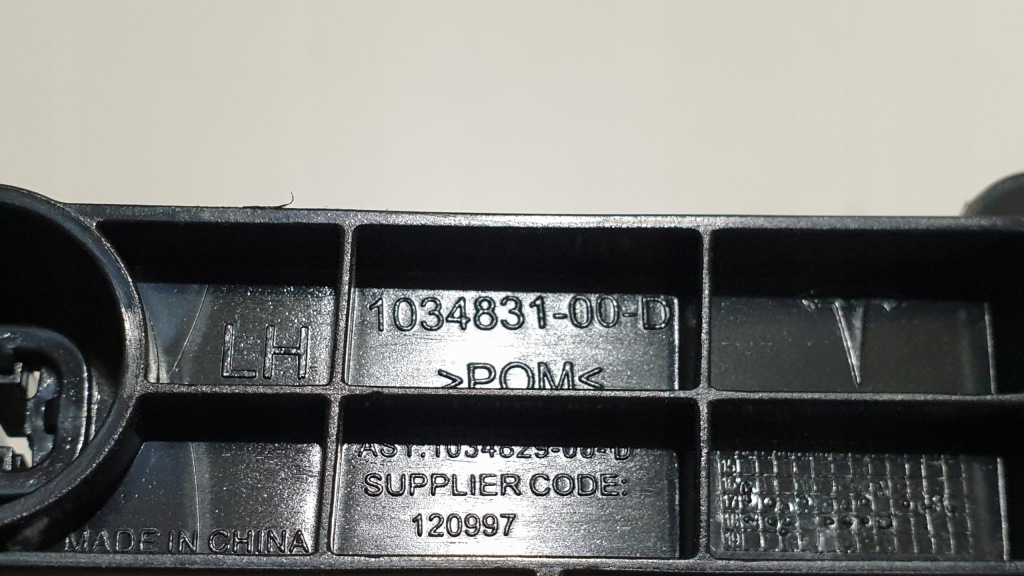 LH
1034831-00-D
>POM<
ASY:1034829-00-D
SUPPLIER CODE:
120997
MADE IN CHINA